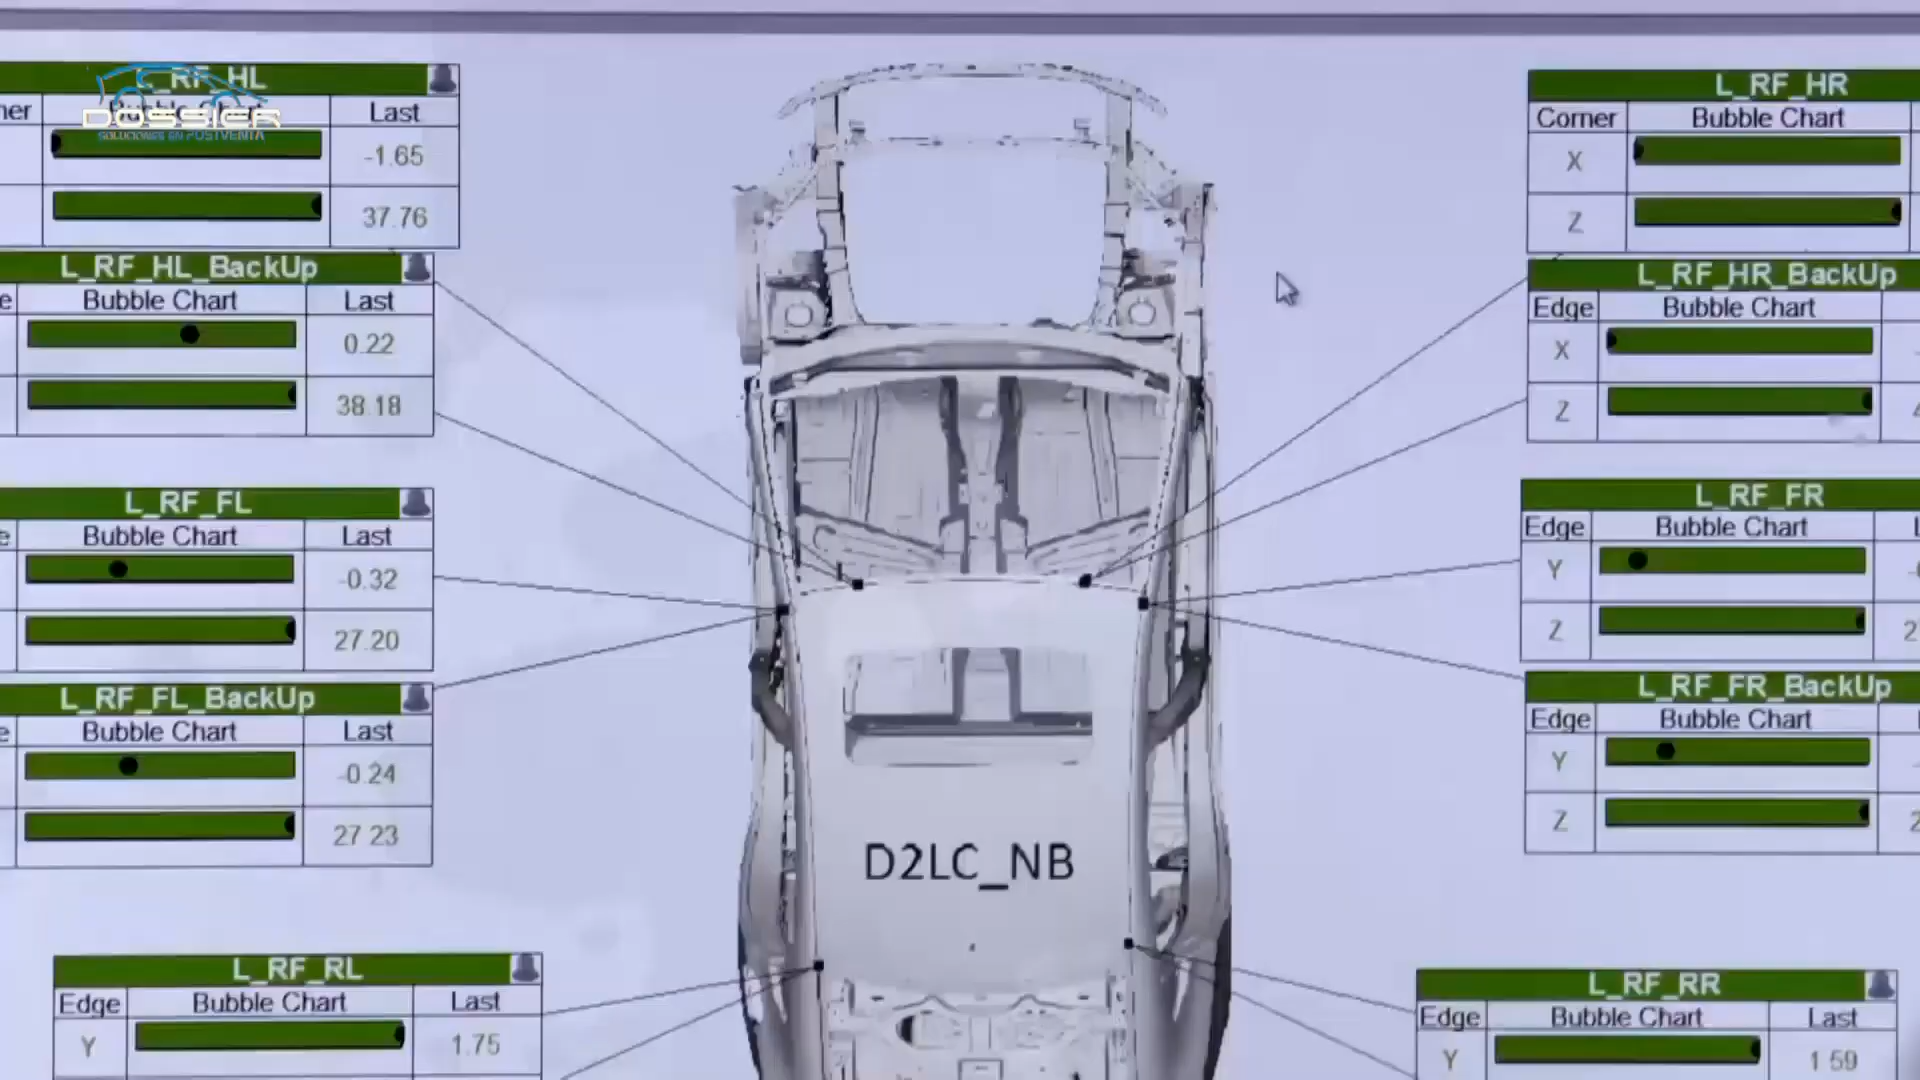 L_RF_HL
DOSSIER
SOLUCIONES EN POSTVENTA
Bubble Chart Last
-1.65
37.76
L_RF_HL_BackUp
Bubble Chart Last
0.22
38.18
L_RF_FL
Bubble Chart Last
-0.32
27.20
L_RF_FL_BackUp
Bubble Chart Last
-0.24
27.23
L_RF_RL
Edge Bubble Chart Last
Y 1.75
D2LC_NB
L_RF_HR
Corner Bubble Chart
X
Z
L_RF_HR_BackUp
Edge Bubble Chart
X
Z
L_RF_FR
Edge Bubble Chart
Y
Z
L_RF_FR_BackUp
Edge Bubble Chart
Y
Z
L_RF_RR
Edge Bubble Chart Last
Y 1.59